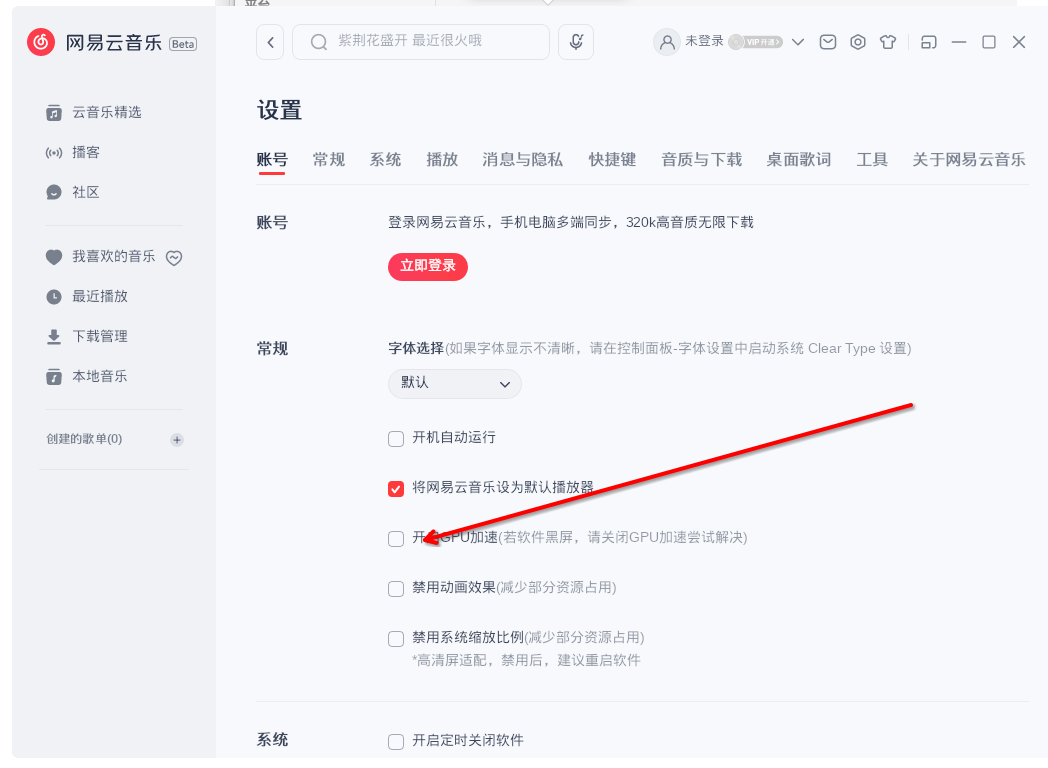 平台
网易云音乐 Beta
紫荆花盛开 最近很火哦
未登录 VIP开通
云音乐精选
播客
社区
我喜欢的音乐
最近播放
下载管理
本地音乐
创建的歌单(0)
设置
账号 常规 系统 播放 消息与隐私 快捷键 音质与下载 桌面歌词 工具 关于网易云音乐
账号 登录网易云音乐，手机电脑多端同步，320k高音质无限下载
立即登录
常规 字体选择(如果字体显示不清晰，请在控制面板-字体设置中启动系统 Clear Type 设置)
默认
开机自动运行
将网易云音乐设为默认播放器
开启GPU加速(若软件黑屏，请关闭GPU加速尝试解决)
禁用动画效果(减少部分资源占用)
禁用系统缩放比例(减少部分资源占用)
*高清屏适配，禁用后，建议重启软件
系统 开启定时关闭软件